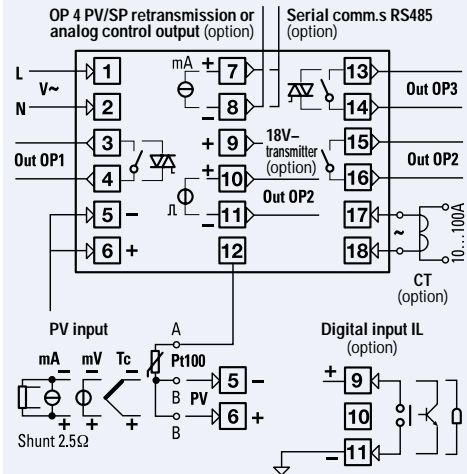 OP 4 PV/SP retransmission or
analog control output (option)
Serial comm.s RS485
(option)
L
V~
N
1
2
mA
+
7
–
8
13
14
Out OP3
Out OP1
3
4
+
9
18V–
transmitter
(option)
15
16
Out OP2
+
10
Out OP2
–
11
5
–
6
+
12
17
~
18
10...100A
CT
(option)
PV input
mA
mV
Tc
–
–
–
+
+
+
Shunt 2.5Ω
A
Pt100
B
PV
B
5
–
6
+
Digital input IL
(option)
+
9
10
–
11